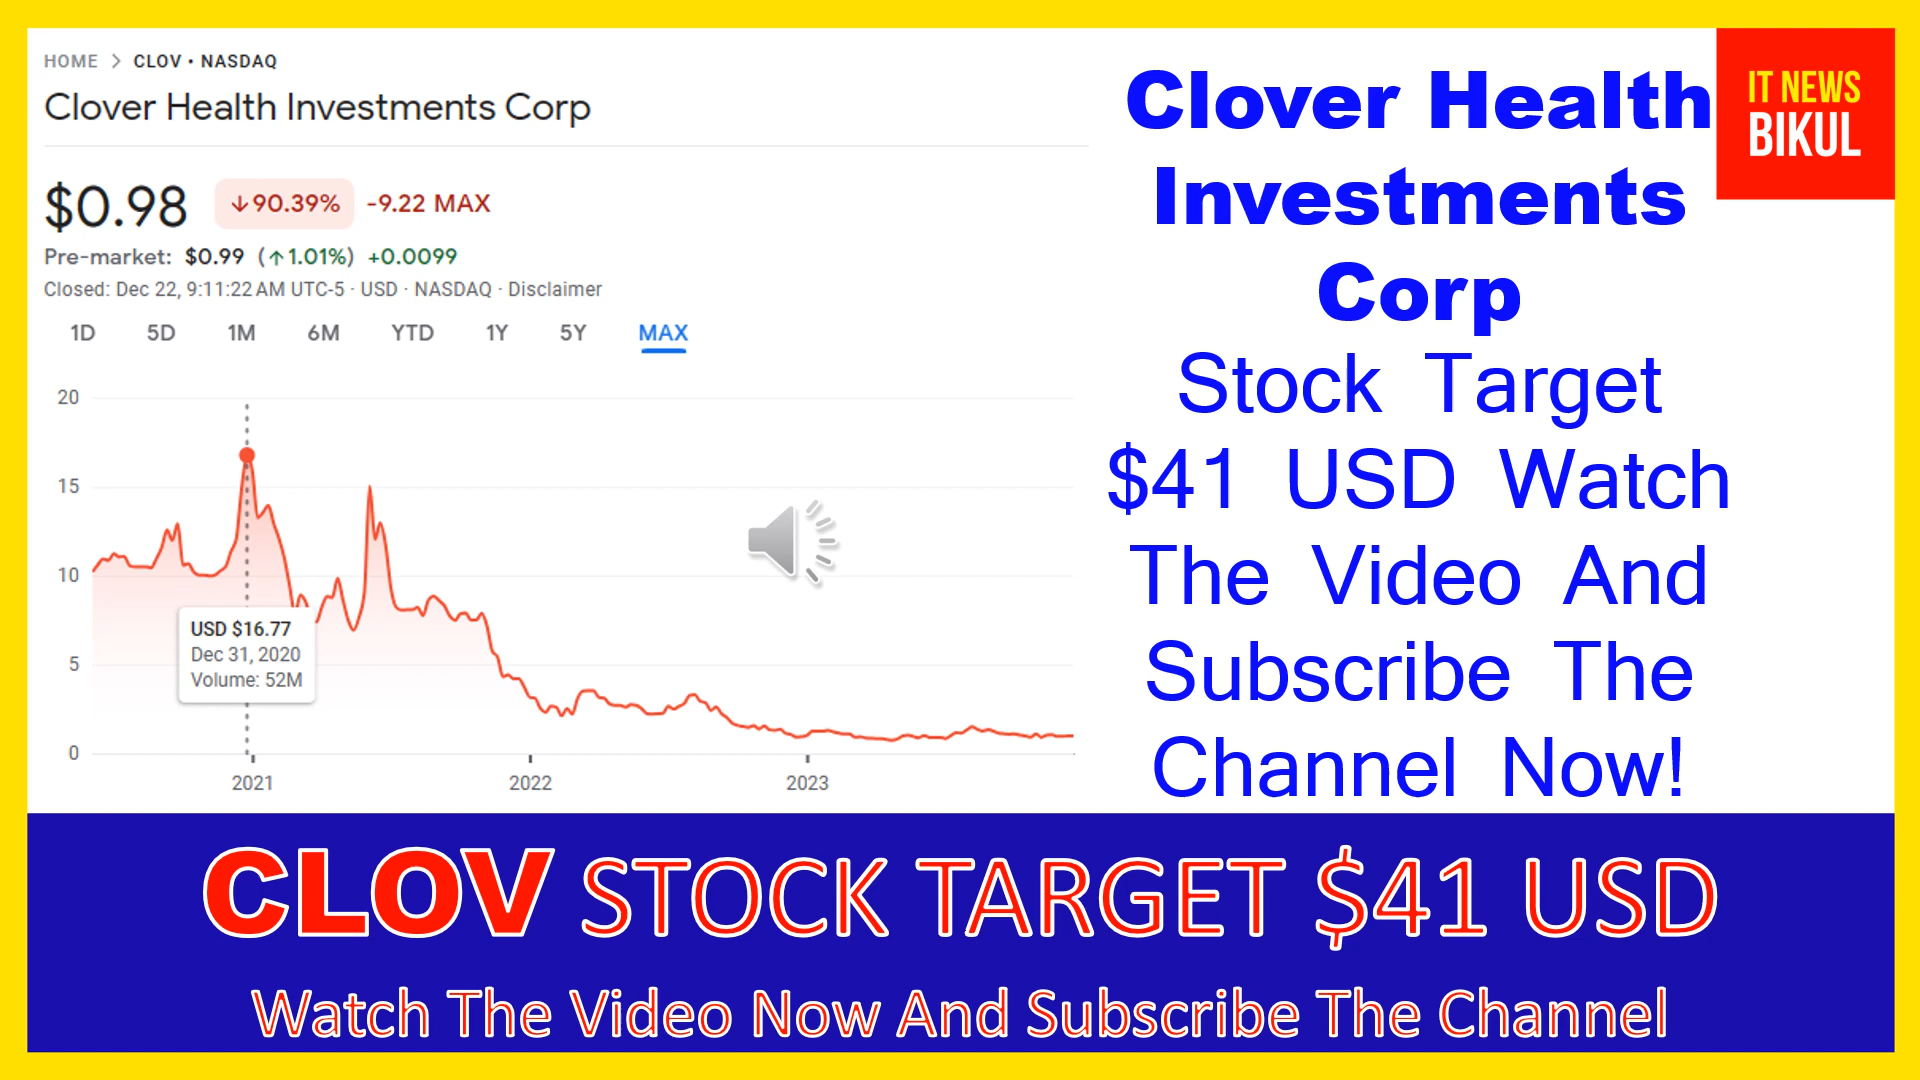 HOME > CLOV • NASDAQ
Clover Health Investments Corp
$0.98 ↓90.39% -9.22 MAX
Pre-market: $0.99 (↑1.01%) +0.0099
Closed: Dec 22, 9:11:22 AM UTC-5 · USD · NASDAQ · Disclaimer
1D 5D 1M 6M YTD 1Y 5Y MAX
20
15
10
5
0
USD $16.77
Dec 31, 2020
Volume: 52M
2021 2022 2023
Clover Health
Investments
Corp
Stock Target
$41 USD Watch
The Video And
Subscribe The
Channel Now!
IT NEWS
BIKUL
CLOV STOCK TARGET $41 USD
Watch The Video Now And Subscribe The Channel